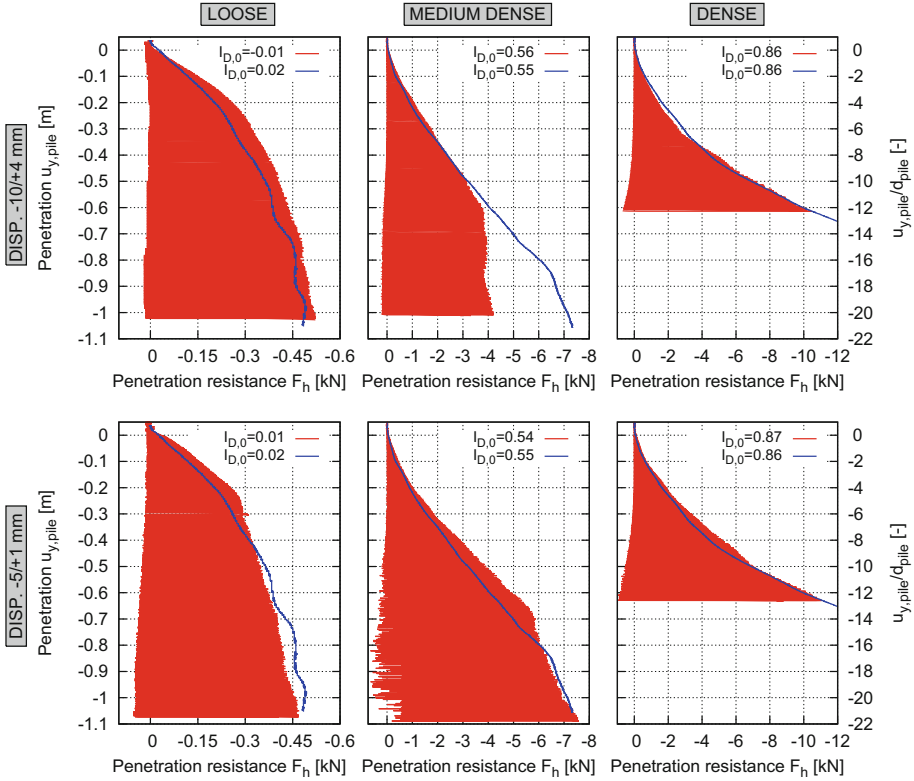 LOOSE
MEDIUM DENSE
DENSE
DISP. -10/+4 mm
Penetration u_y,pile [m]
0
-0.1
-0.2
-0.3
-0.4
-0.5
-0.6
-0.7
-0.8
-0.9
-1
-1.1
I_D,0=-0.01
I_D,0=0.02
0 -0.15 -0.3 -0.45 -0.6
Penetration resistance F_h [kN]
I_D,0=0.56
I_D,0=0.55
0 -1 -2 -3 -4 -5 -6 -7 -8
Penetration resistance F_h [kN]
I_D,0=0.86
I_D,0=0.86
0 -2 -4 -6 -8 -10 -12
Penetration resistance F_h [kN]
0
-2
-4
-6
-8
-10
-12
-14
-16
-18
-20
-22
u_y,pile/d_pile [-]
DISP. -5/+1 mm
Penetration u_y,pile [m]
0
-0.1
-0.2
-0.3
-0.4
-0.5
-0.6
-0.7
-0.8
-0.9
-1
-1.1
I_D,0=0.01
I_D,0=0.02
0 -0.15 -0.3 -0.45 -0.6
Penetration resistance F_h [kN]
I_D,0=0.54
I_D,0=0.55
0 -1 -2 -3 -4 -5 -6 -7 -8
Penetration resistance F_h [kN]
I_D,0=0.87
I_D,0=0.86
0 -2 -4 -6 -8 -10 -12
Penetration resistance F_h [kN]
0
-2
-4
-6
-8
-10
-12
-14
-16
-18
-20
-22
u_y,pile/d_pile [-]